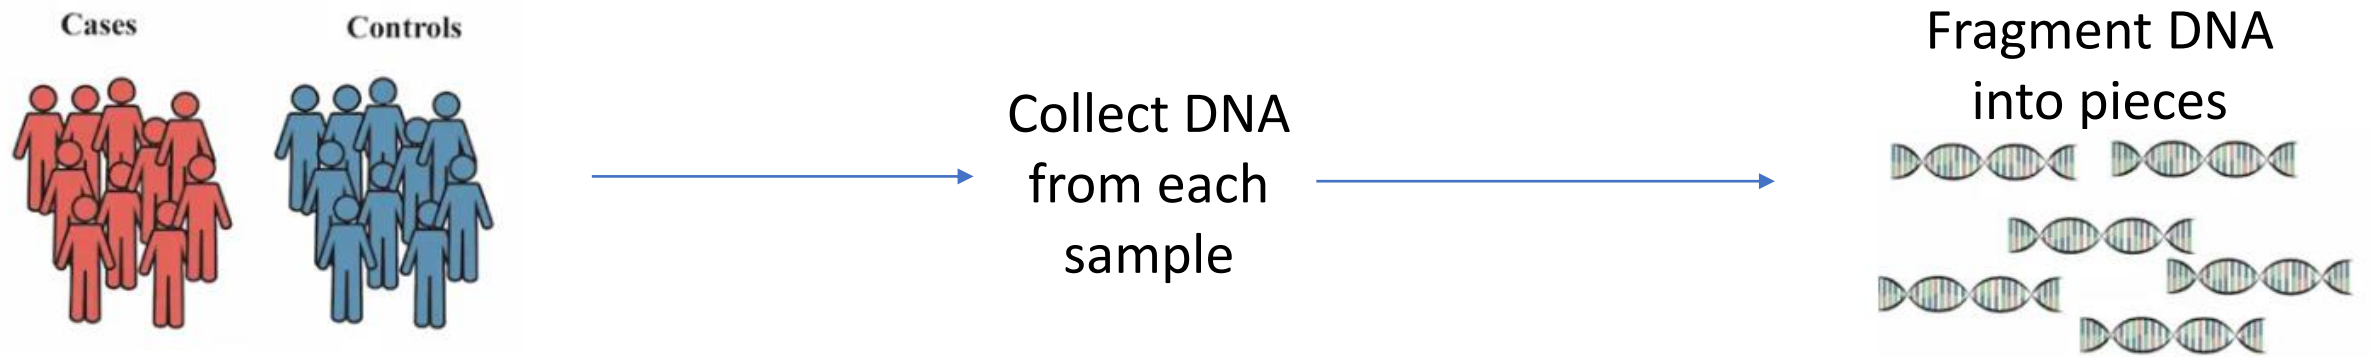 Cases
Controls
Collect DNA
from each
sample
Fragment DNA
into pieces